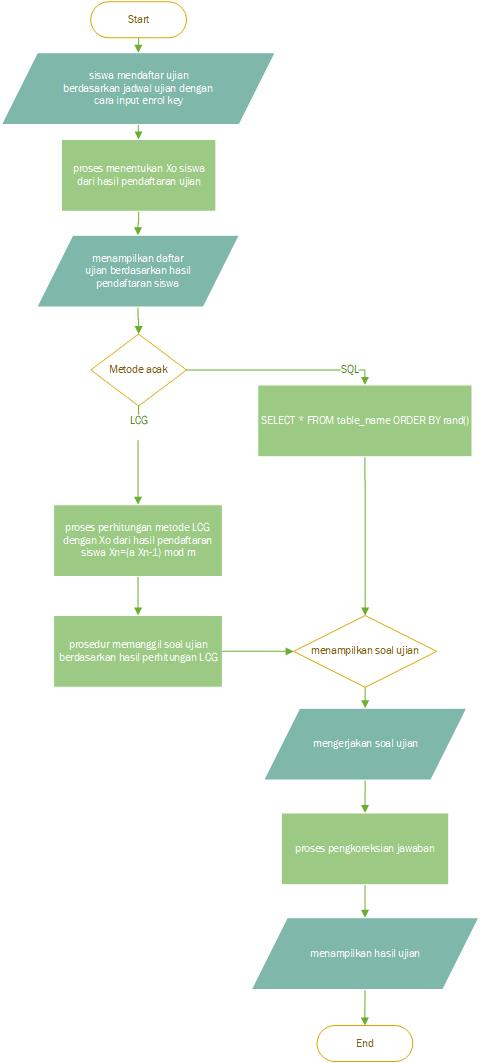 Start
siswa mendaftar ujian
berdasarkan jadwal ujian dengan
cara input enrol key
proses menentukan Xo siswa
dari hasil pendaftaran ujian
menampilkan daftar
ujian berdasarkan hasil
pendaftaran siswa
Metode acak
SQL
LCG
SELECT * FROM table_name ORDER BY rand()
proses perhitungan metode LCG
dengan Xo dari hasil pendaftaran
siswa Xn=(a Xn-1) mod m
prosedur memanggil soal ujian
berdasarkan hasil perhitungan LCG
menampilkan soal ujian
mengerjakan soal ujian
proses pengkoreksian jawaban
menampilkan hasil ujian
End